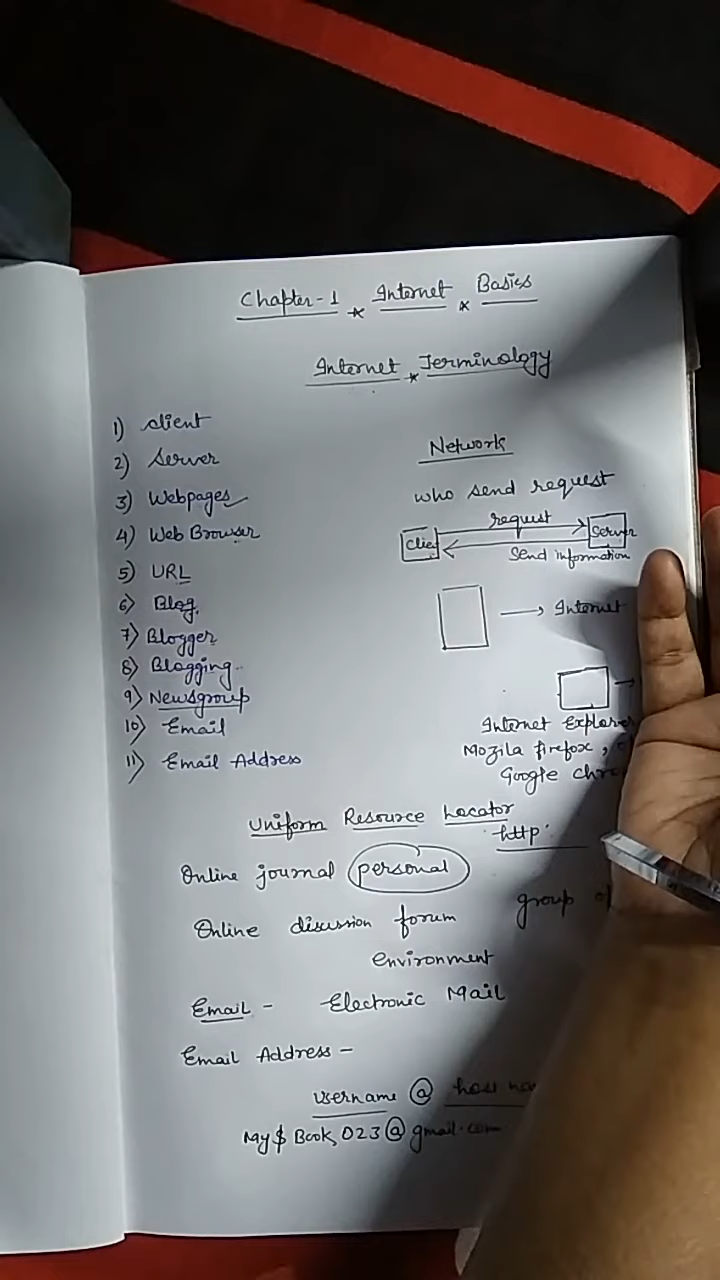 Chapter-1 * Internet * Basics
Internet * Terminology
1) Client
2) Server
3) Webpages
4) Web Browser
5) URL
6) Blog
7) Blogger
8) Blogging
9) Newsgroup
10) Email
11) Email Address
Network
who send request
request
Server
Send information
Internet
Internet
Mozila firefox,
Google
Uniform Resource Locator
http:
Online journal personal
Online discussion forum group
environment
Email - Electronic Mail
Email Address -
Username @
My$ Book,023@gmail.com